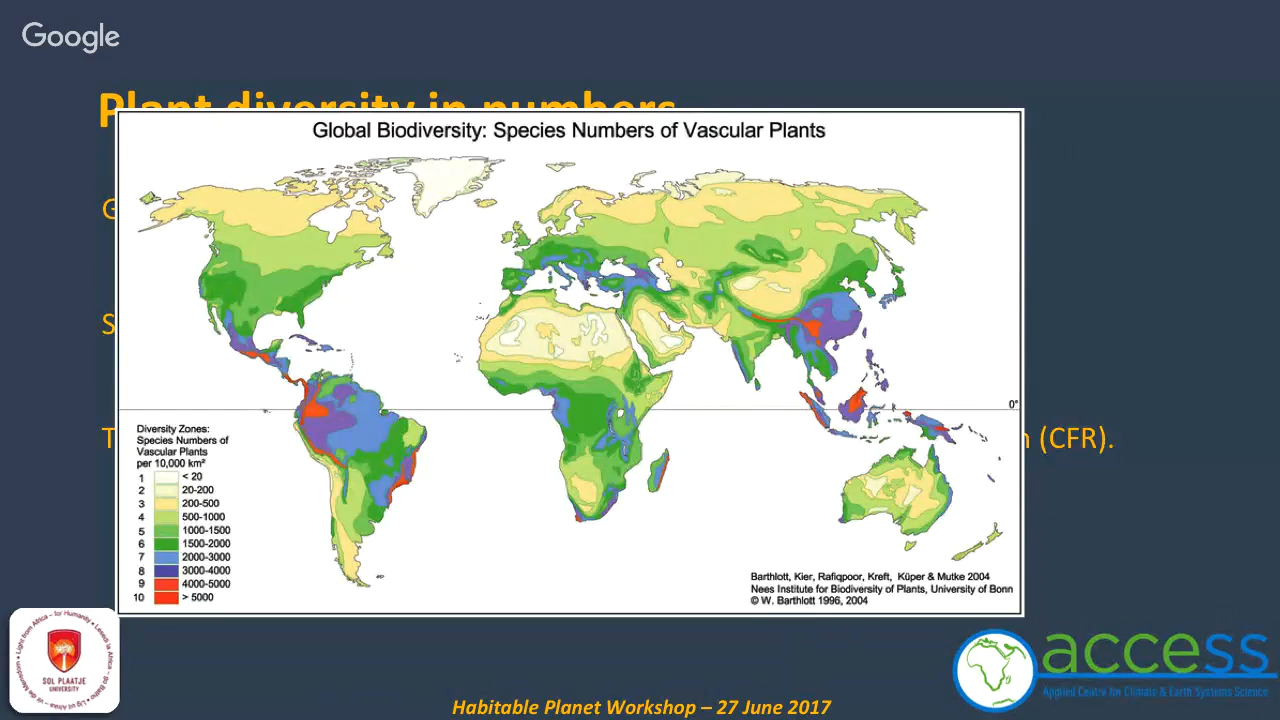 Google
Plant diversity in numbers
Global Biodiversity: Species Numbers of Vascular Plants
G
S
T
(CFR).
0°
Diversity Zones:
Species Numbers of
Vascular Plants
per 10,000 km²
1 < 20
2 20-200
3 200-500
4 500-1000
5 1000-1500
6 1500-2000
7 2000-3000
8 3000-4000
9 4000-5000
10 > 5000
Barthlott, Kier, Rafiqpoor, Kreft, Küper & Mutke 2004
Nees Institute for Biodiversity of Plants, University of Bonn
© W. Barthlott 1996, 2004
SOL PLAATJE
UNIVERSITY
access
Applied Centre for Climate & Earth Systems Science
Habitable Planet Workshop – 27 June 2017